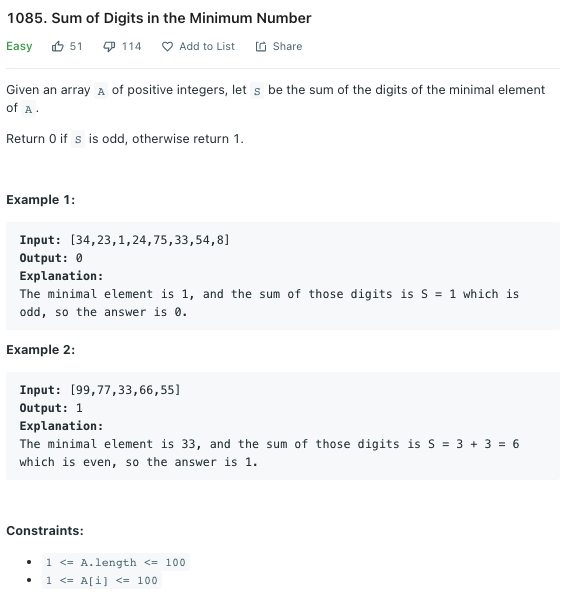 1085. Sum of Digits in the Minimum Number
Easy 51 114 Add to List Share
Given an array A of positive integers, let S be the sum of the digits of the minimal element
of A.
Return 0 if S is odd, otherwise return 1.
Example 1:
Input: [34,23,1,24,75,33,54,8]
Output: 0
Explanation:
The minimal element is 1, and the sum of those digits is S = 1 which is
odd, so the answer is 0.
Example 2:
Input: [99,77,33,66,55]
Output: 1
Explanation:
The minimal element is 33, and the sum of those digits is S = 3 + 3 = 6
which is even, so the answer is 1.
Constraints:
• 1 <= A.length <= 100
• 1 <= A[i] <= 100